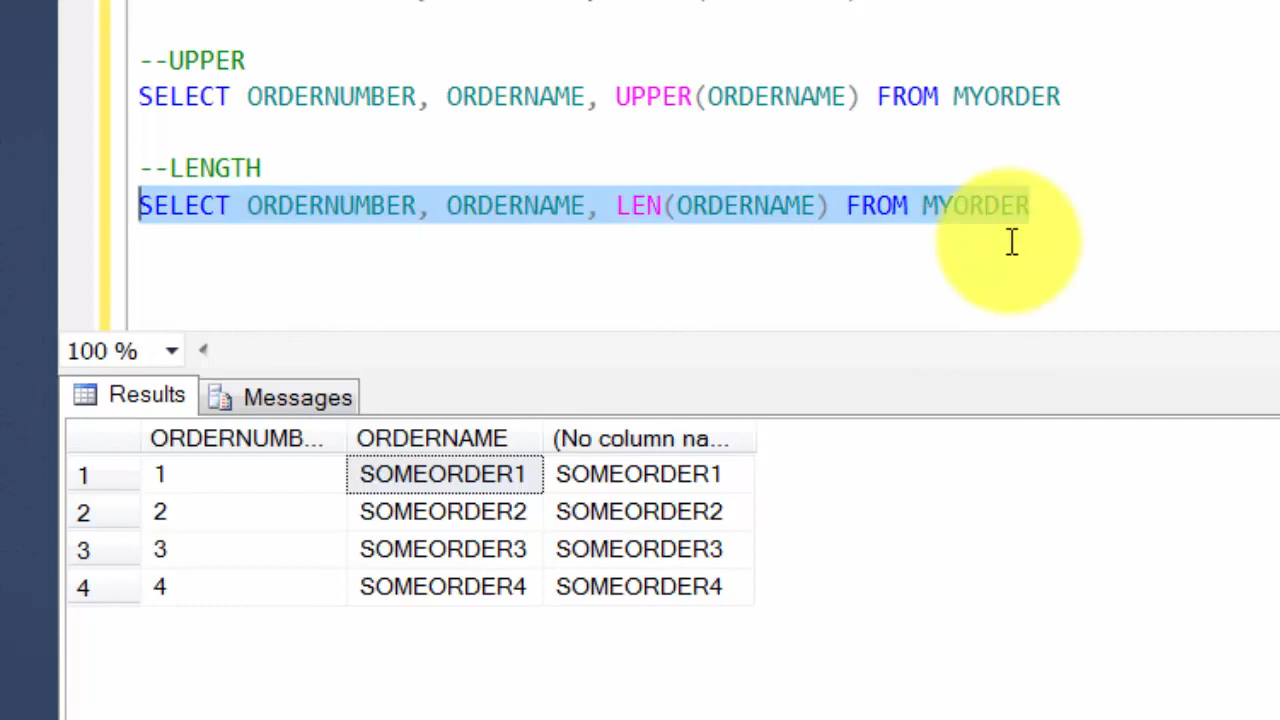 --UPPER
SELECT ORDERNUMBER, ORDERNAME, UPPER(ORDERNAME) FROM MYORDER
--LENGTH
SELECT ORDERNUMBER, ORDERNAME, LEN(ORDERNAME) FROM MYORDER
100 %
Results Messages
ORDERNUMB... ORDERNAME (No column na...
1 1 SOMEORDER1 SOMEORDER1
2 2 SOMEORDER2 SOMEORDER2
3 3 SOMEORDER3 SOMEORDER3
4 4 SOMEORDER4 SOMEORDER4